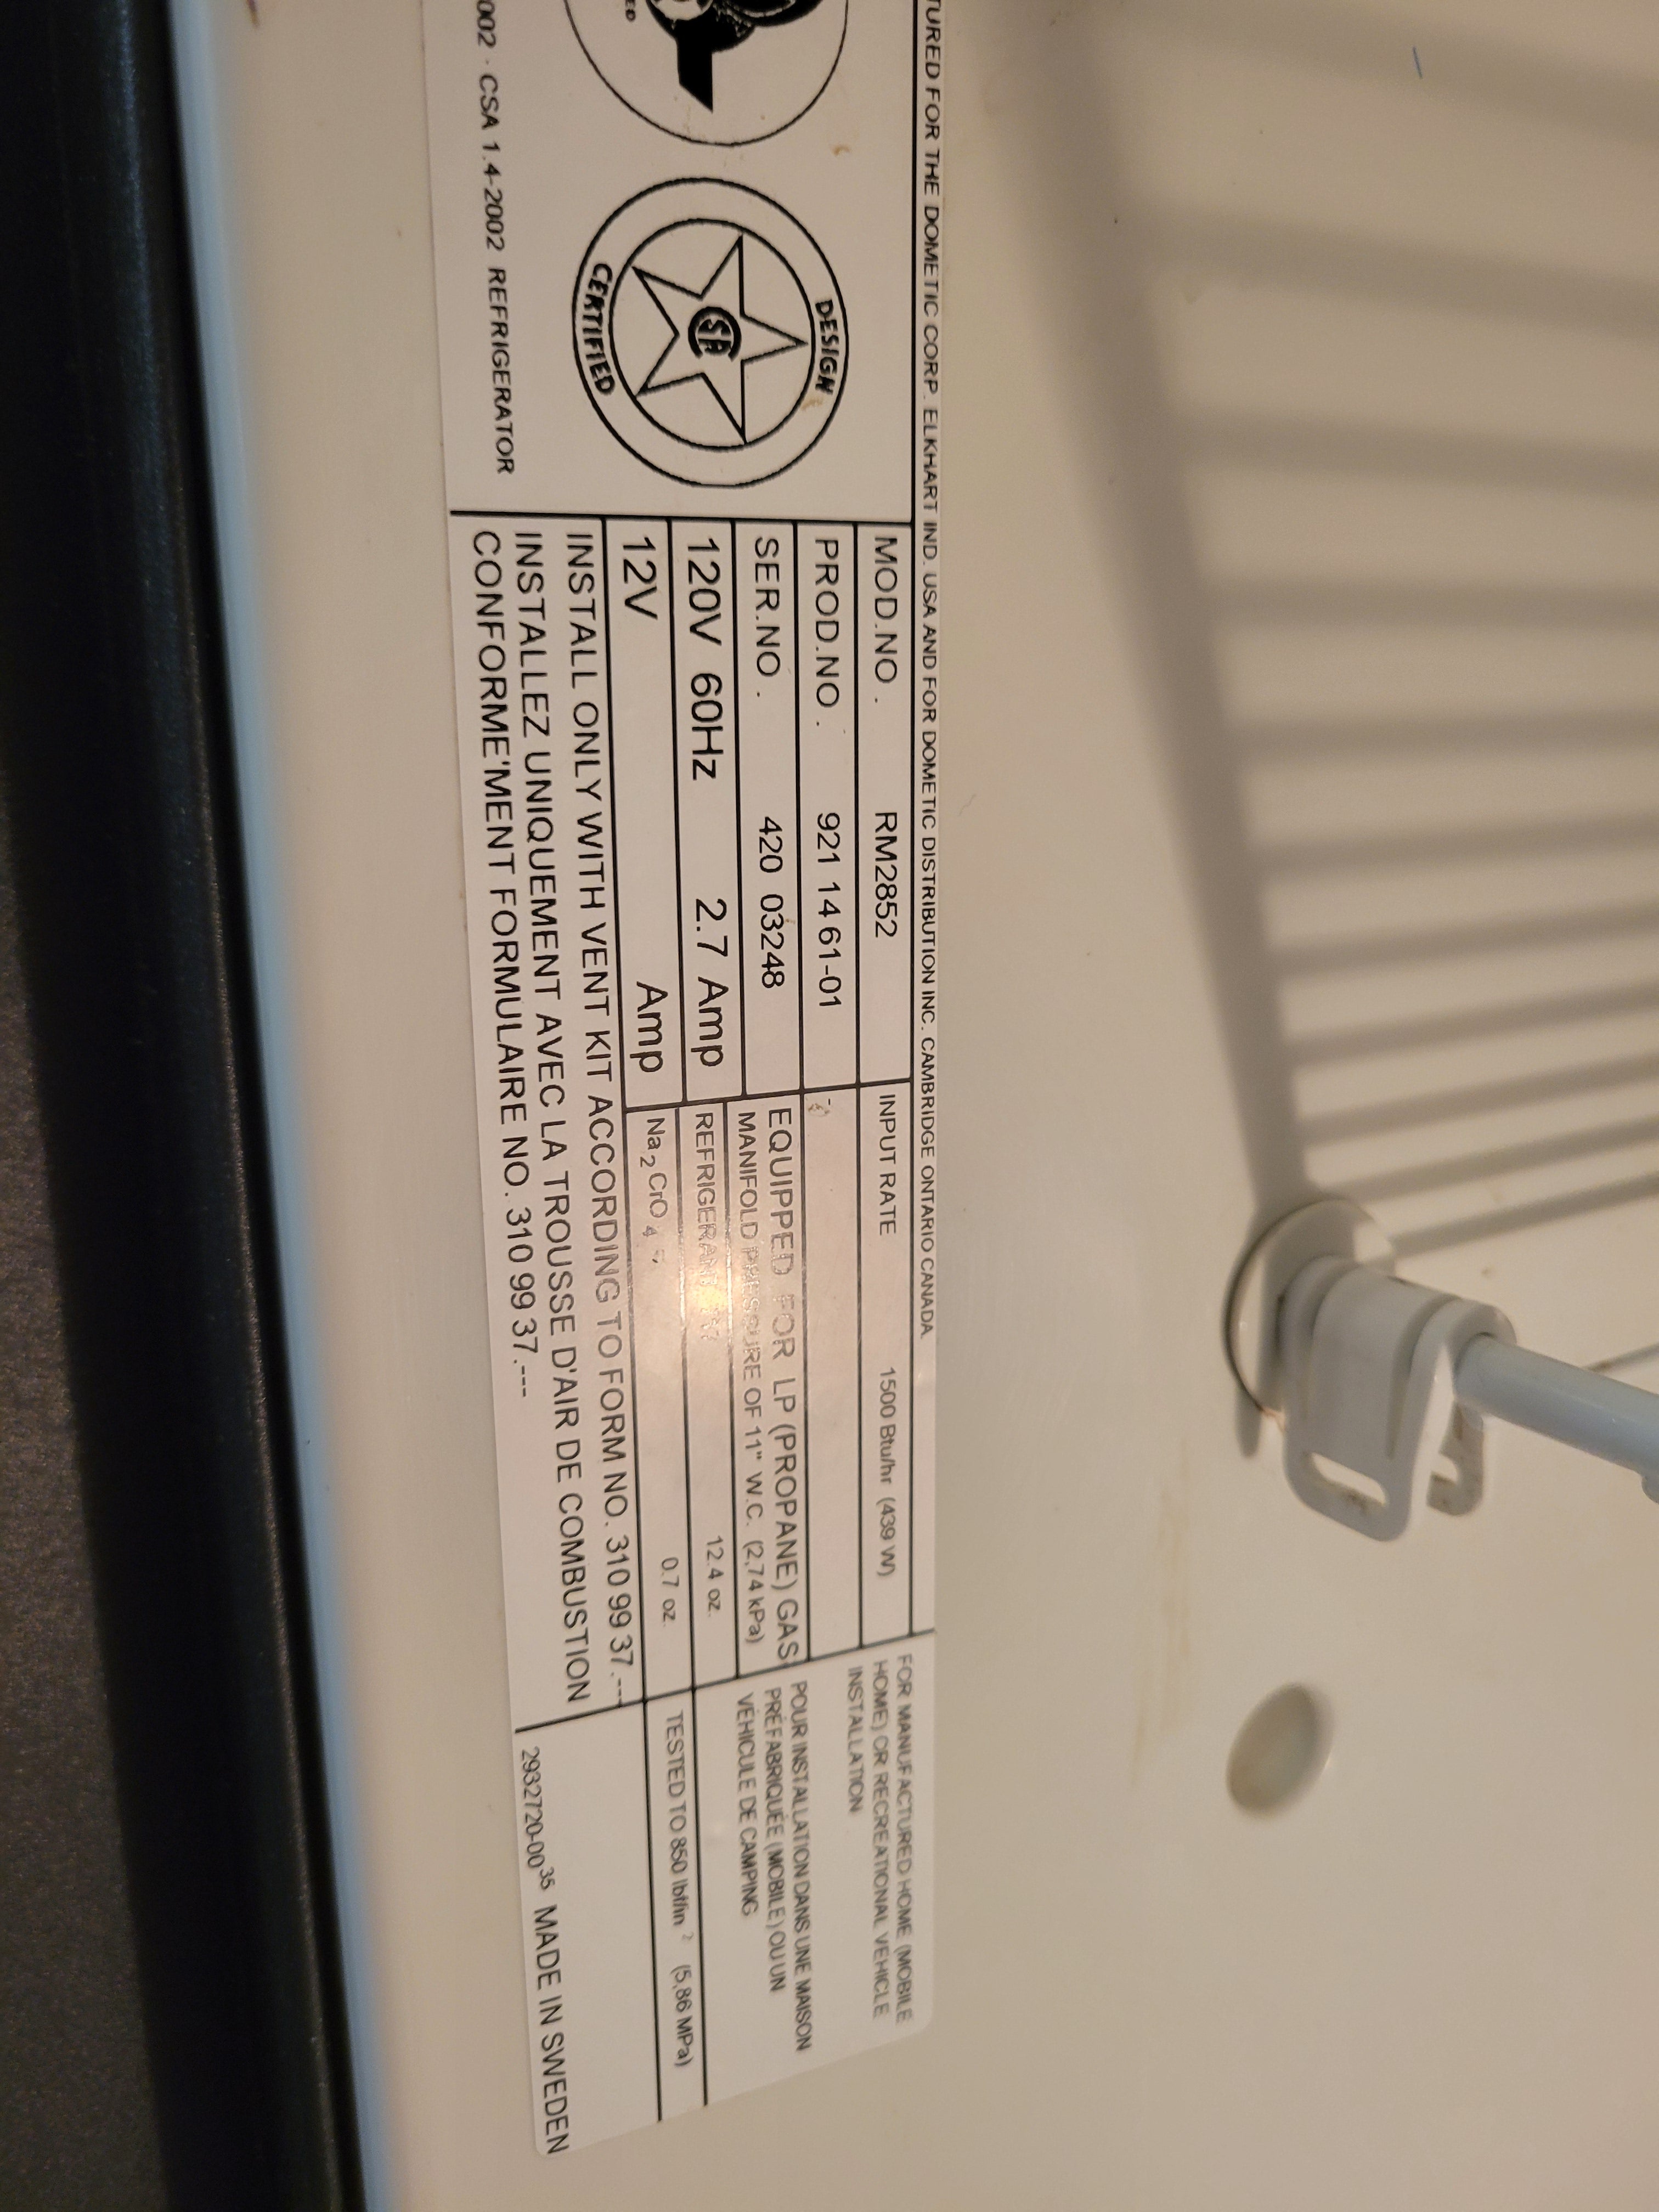 TURED FOR THE DOMETIC CORP. ELKHART IND. USA AND FOR DOMETIC DISTRIBUTION INC. CAMBRIDGE ONTARIO CANADA
DESIGN
CSA
CERTIFIED
ED
002 · CSA 1.4-2002 REFRIGERATOR
MOD.NO. RM2852
PROD.NO. 921 14 61-01
SER.NO. 420 03248
120V 60Hz 2.7 Amp
12V Amp
INPUT RATE 1500 Btu/hr (439 W)
EQUIPPED FOR LP (PROPANE) GAS
MANIFOLD PRESSURE OF 11" W.C. (2,74 kPa)
REFRIGERANT 12.4 oz.
Na2CrO4 0.7 oz.
INSTALL ONLY WITH VENT KIT ACCORDING TO FORM NO. 310 99 37.---
INSTALLEZ UNIQUEMENT AVEC LA TROUSSE D'AIR DE COMBUSTION
CONFORME'MENT FORMULAIRE NO. 310 99 37.---
FOR MANUFACTURED HOME (MOBILE
HOME) OR RECREATIONAL VEHICLE
INSTALLATION
POUR INSTALLATION DANS UNE MAISON
PRÉFABRIQUÉE (MOBILE) OU UN
VÉHICULE DE CAMPING
TESTED TO 850 lbf/in2 (5,86 MPa)
2932720-0035 MADE IN SWEDEN